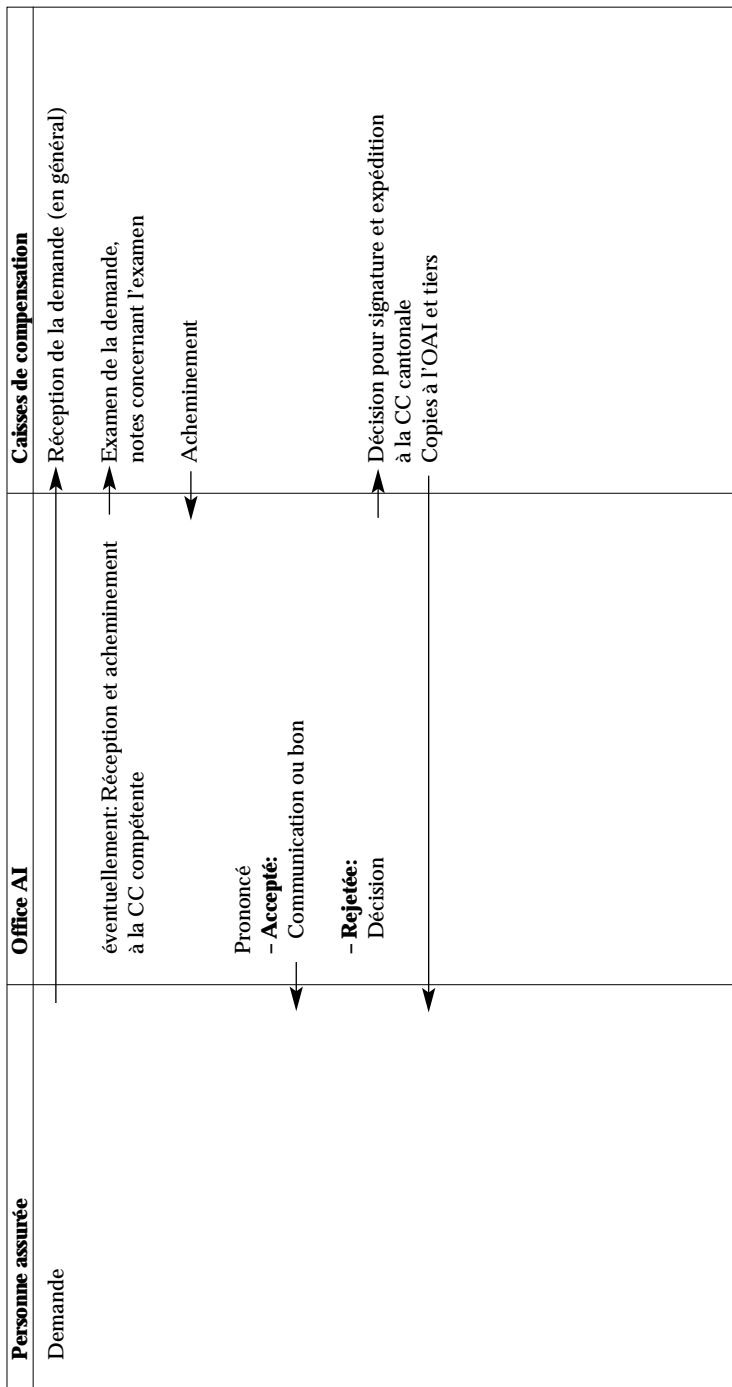 Personne assurée
Office AI
Caisses de compensation
Demande
Réception de la demande (en général)
éventuellement: Réception et acheminement
à la CC compétente
Examen de la demande,
notes concernant l'examen
Acheminement
Prononcé
– Accepté:
Communication ou bon
– Rejetée:
Décision
Décision pour signature et expédition
à la CC cantonale
Copies à l'OAI et tiers